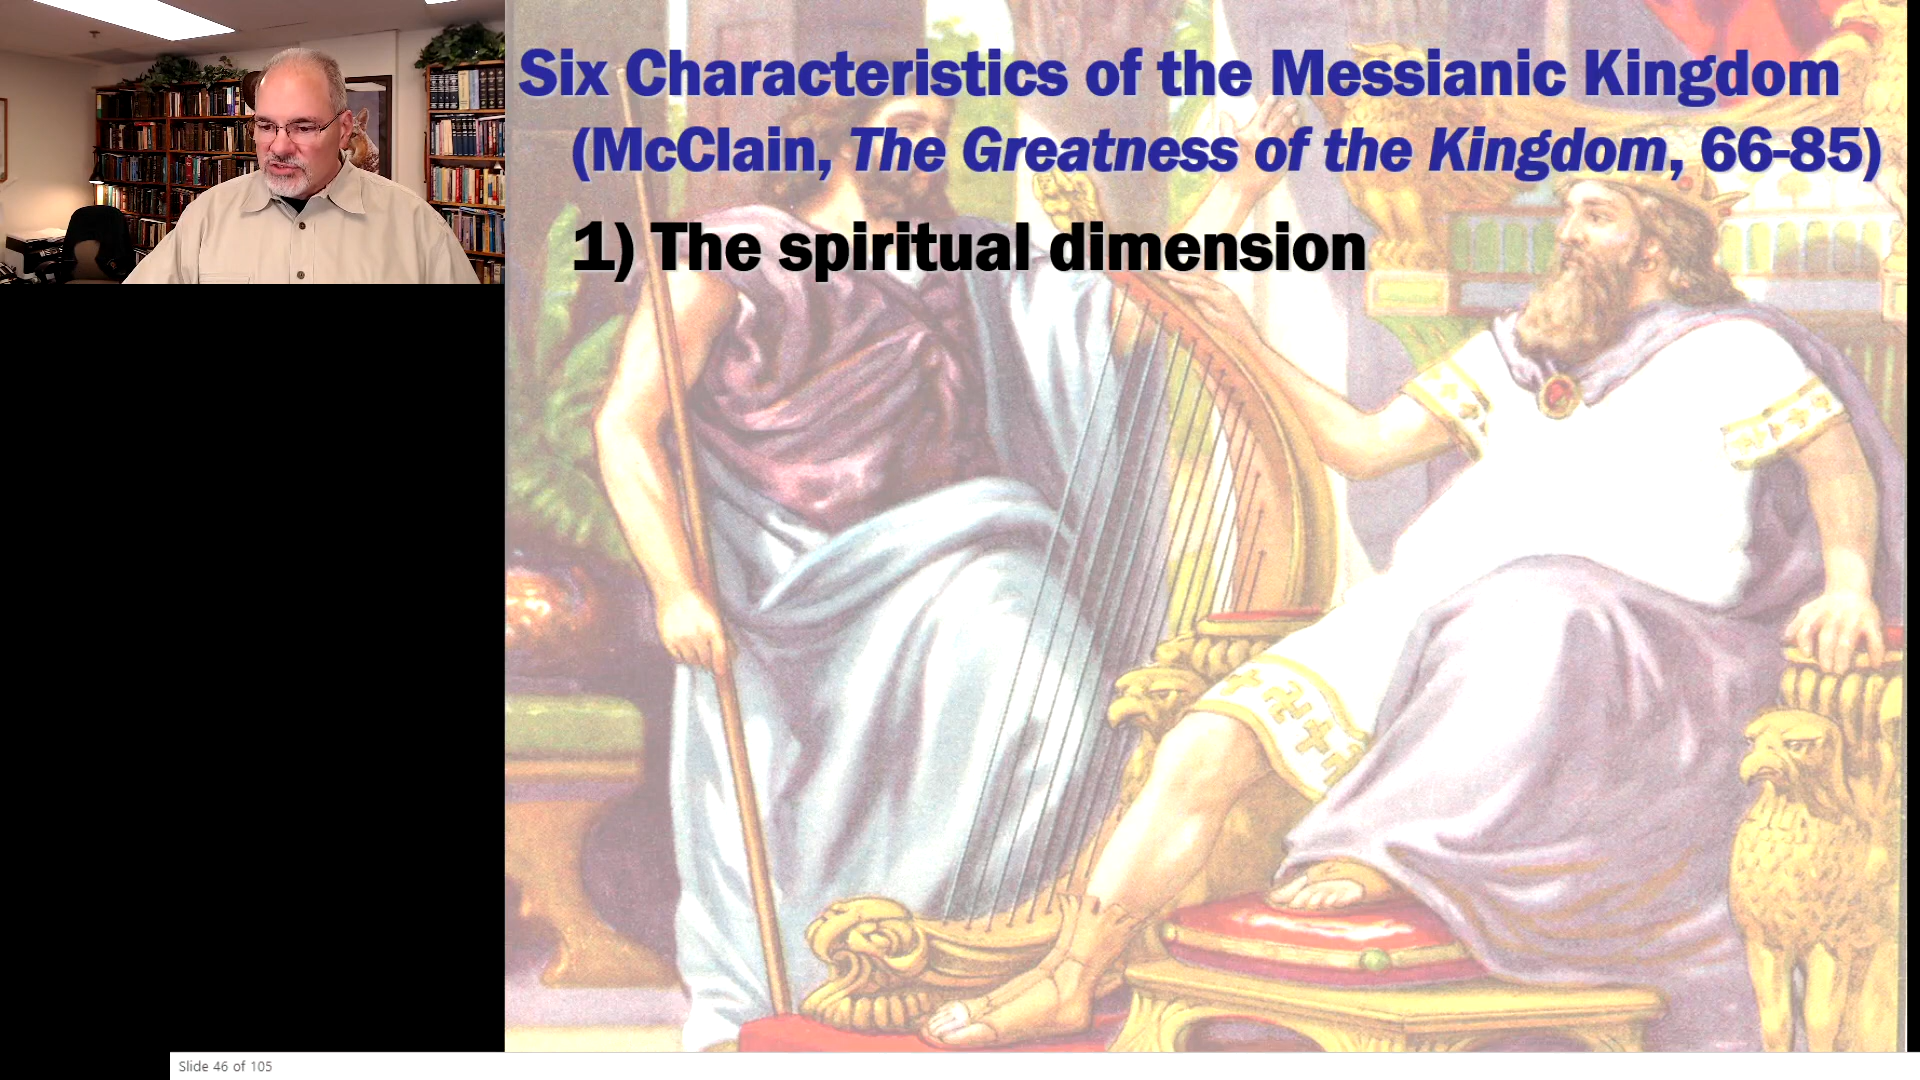 Six Characteristics of the Messianic Kingdom
(McClain, The Greatness of the Kingdom, 66-85)
1) The spiritual dimension
Slide 46 of 105